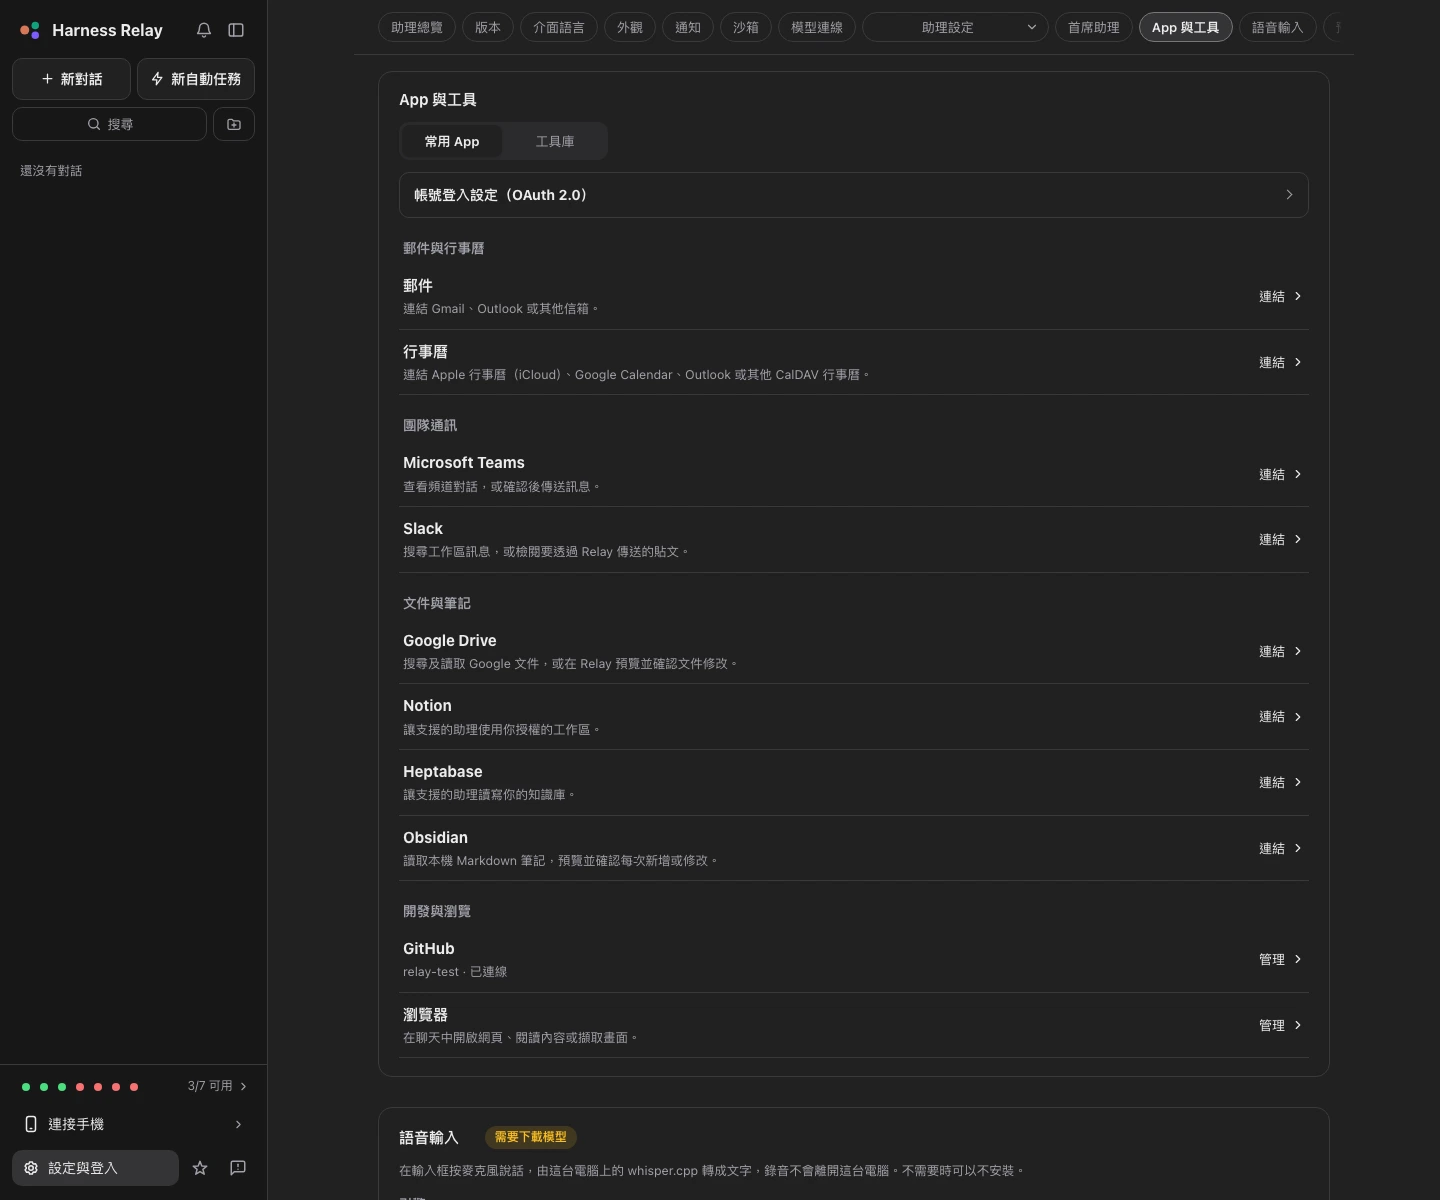 Harness Relay
新對話
新自動任務
搜尋
還沒有對話
3/7 可用
連接手機
設定與登入
助理總覽
版本
介面語言
外觀
通知
沙箱
模型連線
助理設定
首席助理
App 與工具
語音輸入
App 與工具
常用 App
工具庫
帳號登入設定（OAuth 2.0）
郵件與行事曆
郵件
連結 Gmail、Outlook 或其他信箱。
連結
行事曆
連結 Apple 行事曆（iCloud）、Google Calendar、Outlook 或其他 CalDAV 行事曆。
連結
團隊通訊
Microsoft Teams
查看頻道對話，或確認後傳送訊息。
連結
Slack
搜尋工作區訊息，或檢閱要透過 Relay 傳送的貼文。
連結
文件與筆記
Google Drive
搜尋及讀取 Google 文件，或在 Relay 預覽並確認文件修改。
連結
Notion
讓支援的助理使用你授權的工作區。
連結
Heptabase
讓支援的助理讀寫你的知識庫。
連結
Obsidian
讀取本機 Markdown 筆記，預覽並確認每次新增或修改。
連結
開發與瀏覽
GitHub
relay-test · 已連線
管理
瀏覽器
在聊天中開啟網頁、閱讀內容或擷取畫面。
管理
語音輸入
需要下載模型
在輸入框按麥克風說話，由這台電腦上的 whisper.cpp 轉成文字，錄音不會離開這台電腦。不需要時可以不安裝。